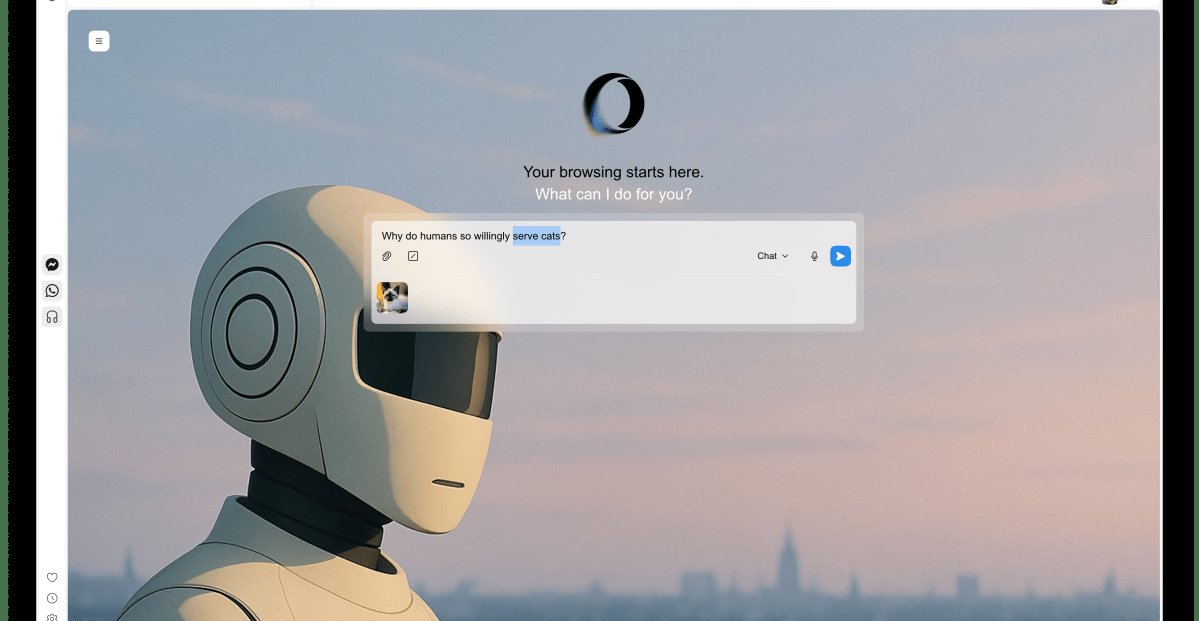 Your browsing starts here.
What can I do for you?
Why do humans so willingly serve cats?
Chat